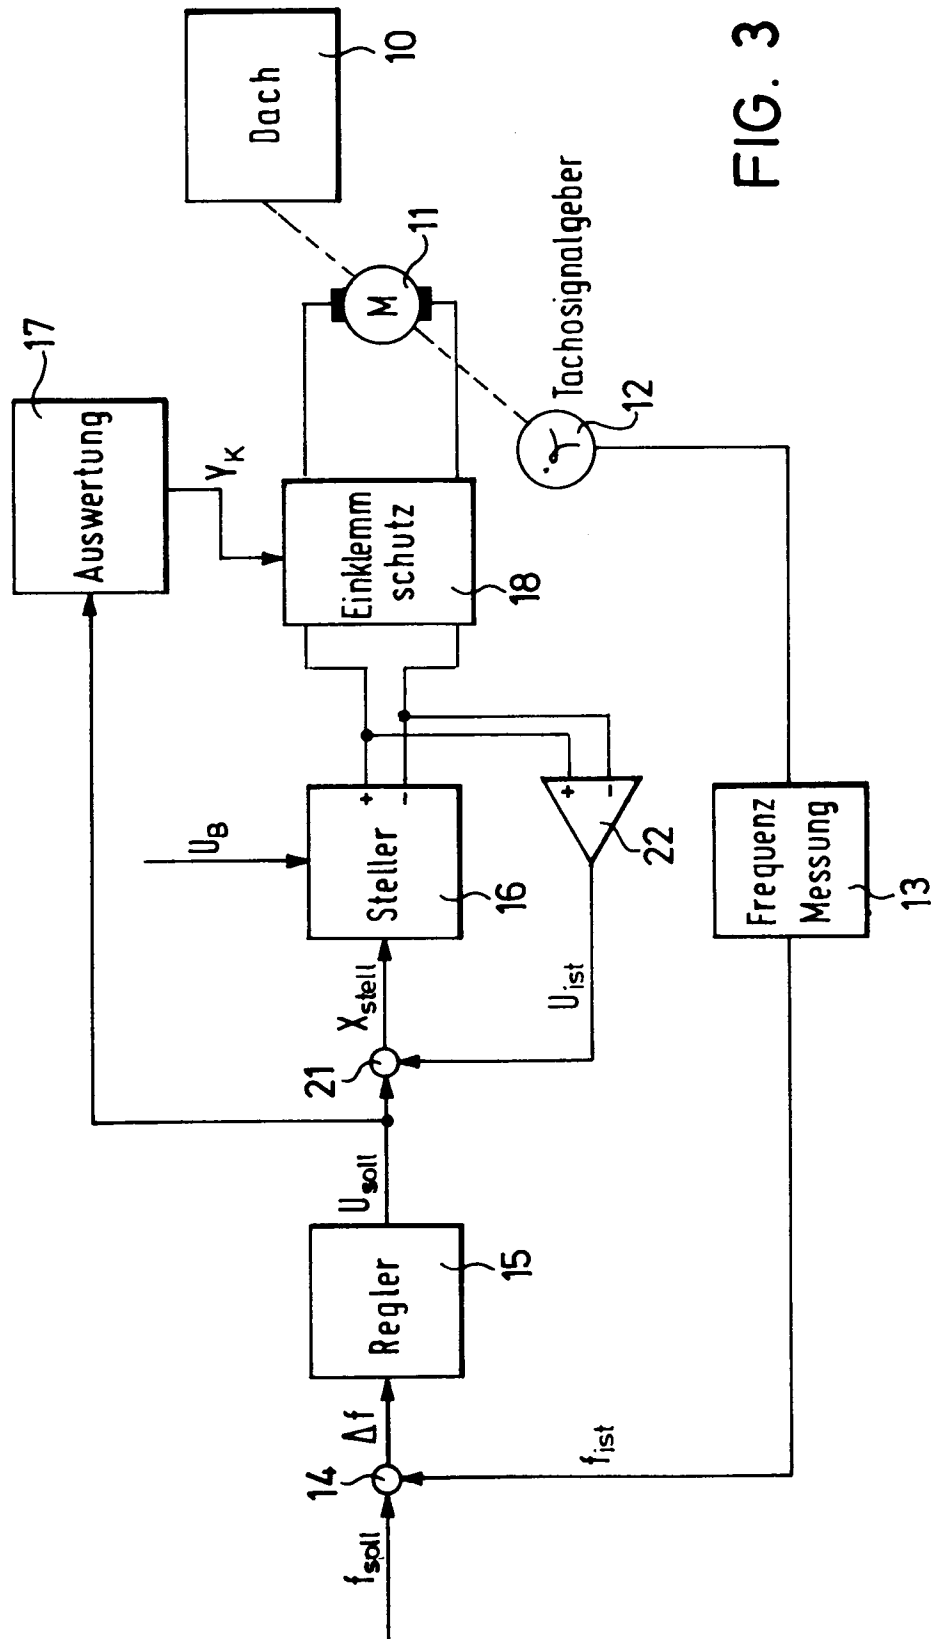 Dach
10
FIG. 3
17
Auswertung
Y_K
11
M
Tachosignalgeber
12
Einklemm
schutz
18
U_B
+
-
Steller
16
+
-
22
Frequenz
Messung
13
X_stell
U_ist
21
U_soll
Regler
15
Δf
14
f_soll
f_ist